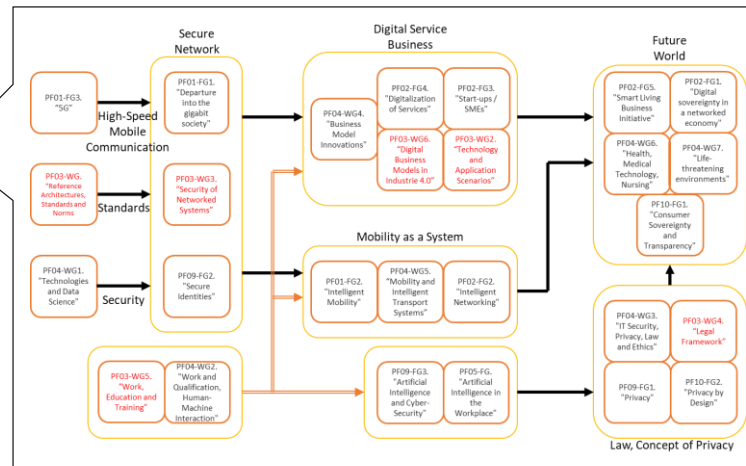 Secure
Network
Digital Service
Business
Future
World
PF01-FG3.
"5G"
High-Speed
Mobile
Communication
PF01-FG1.
"Departure
into the
gigabit
society"
PF04-WG4.
"Business
Model
Innovations"
PF02-FG4.
"Digitalization
of Services"
PF02-FG3.
"Start-ups /
SMEs"
PF03-WG6.
"Digital
Business
Models in
Industrie 4.0"
PF03-WG2.
"Technology
and
Application
Scenarios"
PF02-FG5.
"Smart Living
Business
Initiative"
PF02-FG1.
"Digital
sovereignty in
a networked
economy"
PF04-WG6.
"Health,
Medical
Technology,
Nursing"
PF04-WG7.
"Life-
threatening
environments"
PF10-FG1.
"Consumer
Sovereignty
and
Transparency"
PF03-WG.
"Reference
Architectures,
Standards and
Norms
Standards
PF03-WG3.
"Security of
Networked
Systems"
PF04-WG1.
"Technologies
and Data
Science"
Security
PF09-FG2.
"Secure
Identities"
Mobility as a System
PF01-FG2.
"Intelligent
Mobility"
PF04-WG5.
"Mobility and
Intelligent
Transport
Systems"
PF02-FG2.
"Intelligent
Networking"
PF03-WG5.
"Work,
Education and
Training"
PF04-WG2.
"Work and
Qualification,
Human-
Machine
Interaction"
PF09-FG3.
"Artificial
Intelligence
and Cyber-
Security"
PF05-FG.
"Artificial
Intelligence in
the
Workplace"
PF04-WG3.
"IT Security,
Privacy, Law
and Ethics"
PF03-WG4.
"Legal
Framework"
PF09-FG1.
"Privacy"
PF10-FG2.
"Privacy by
Design"
Law, Concept of Privacy